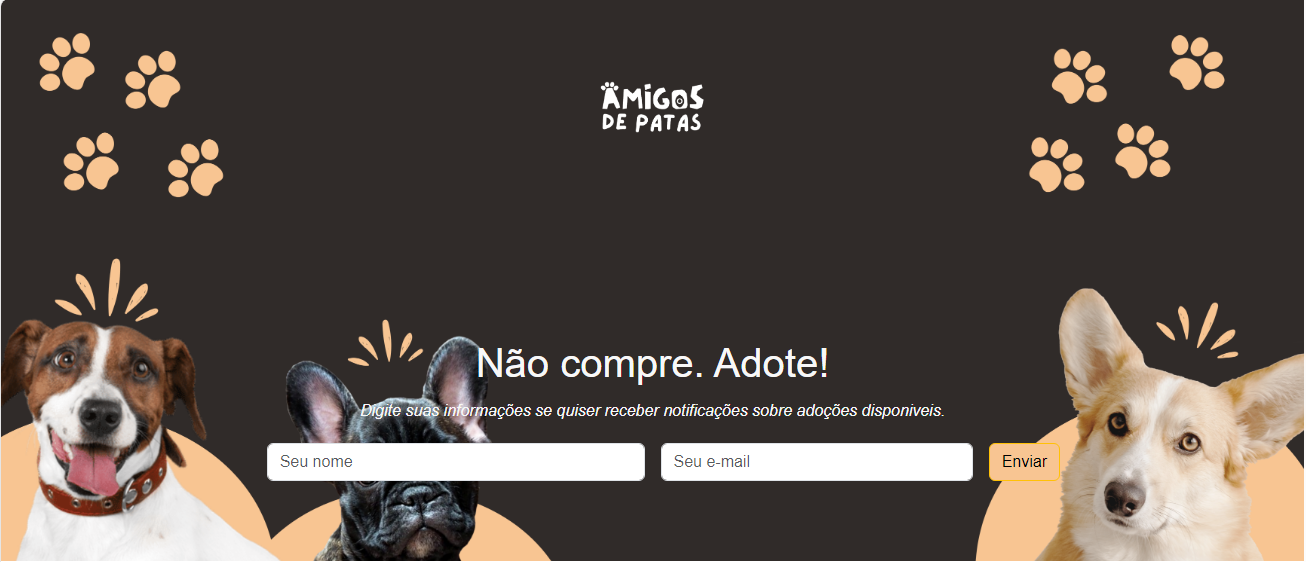 AMIGOS
DE PATAS
Não compre. Adote!
Digite suas informações se quiser receber notificações sobre adoções disponiveis.
Seu nome
Seu e-mail
Enviar